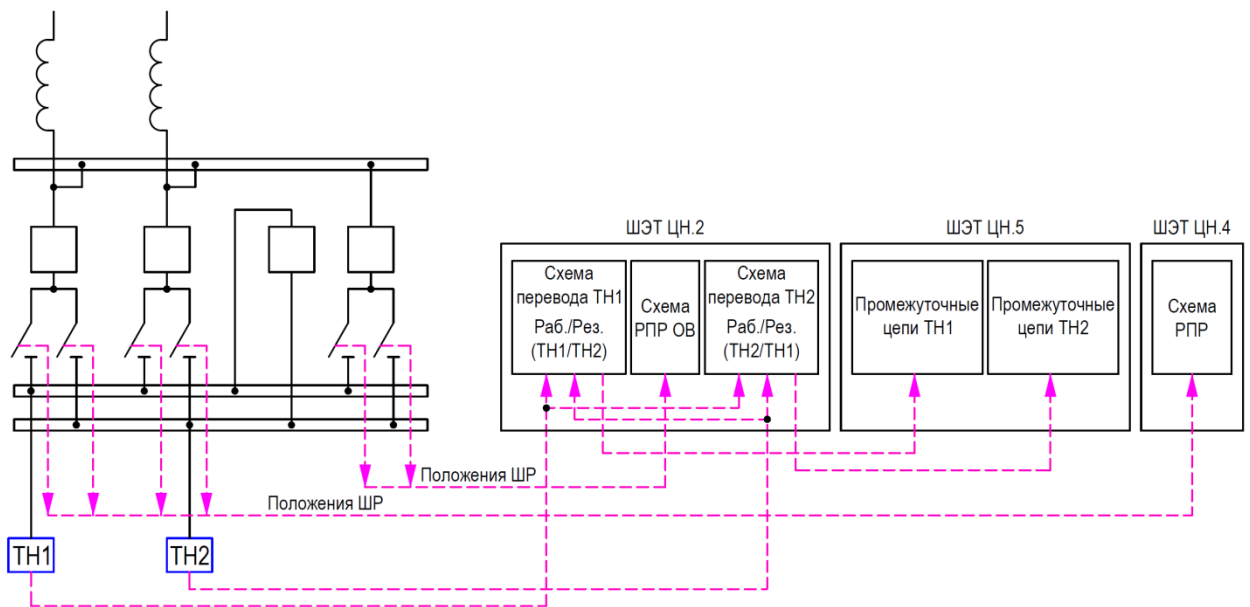 ШЭТ ЦН.2
ШЭТ ЦН.5
ШЭТ ЦН.4
Схема
перевода ТН1
Раб./Рез.
(ТН1/ТН2)
Схема
РПР ОВ
Схема
перевода ТН2
Раб./Рез.
(ТН2/ТН1)
Промежуточные
цепи ТН1
Промежуточные
цепи ТН2
Схема
РПР
Положения ШР
Положения ШР
ТН1
ТН2